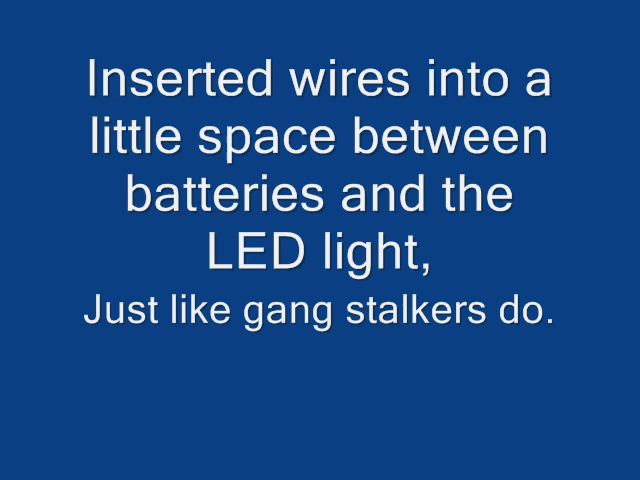 Inserted wires into a
little space between
batteries and the
LED light,
Just like gang stalkers do.